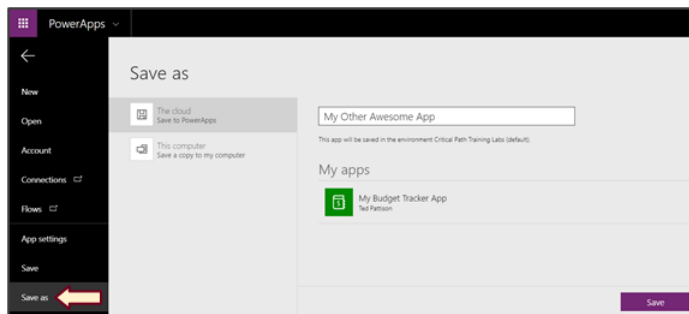 PowerApps
New
Open
Account
Connections
Flows
App settings
Save
Save as
Save as
The cloud
Save to PowerApps
This computer
Save a copy to my computer
My Other Awesome App
This app will be saved in the environment Critical Path Training Labs (default).
My apps
My Budget Tracker App
Ted Pattison
Save